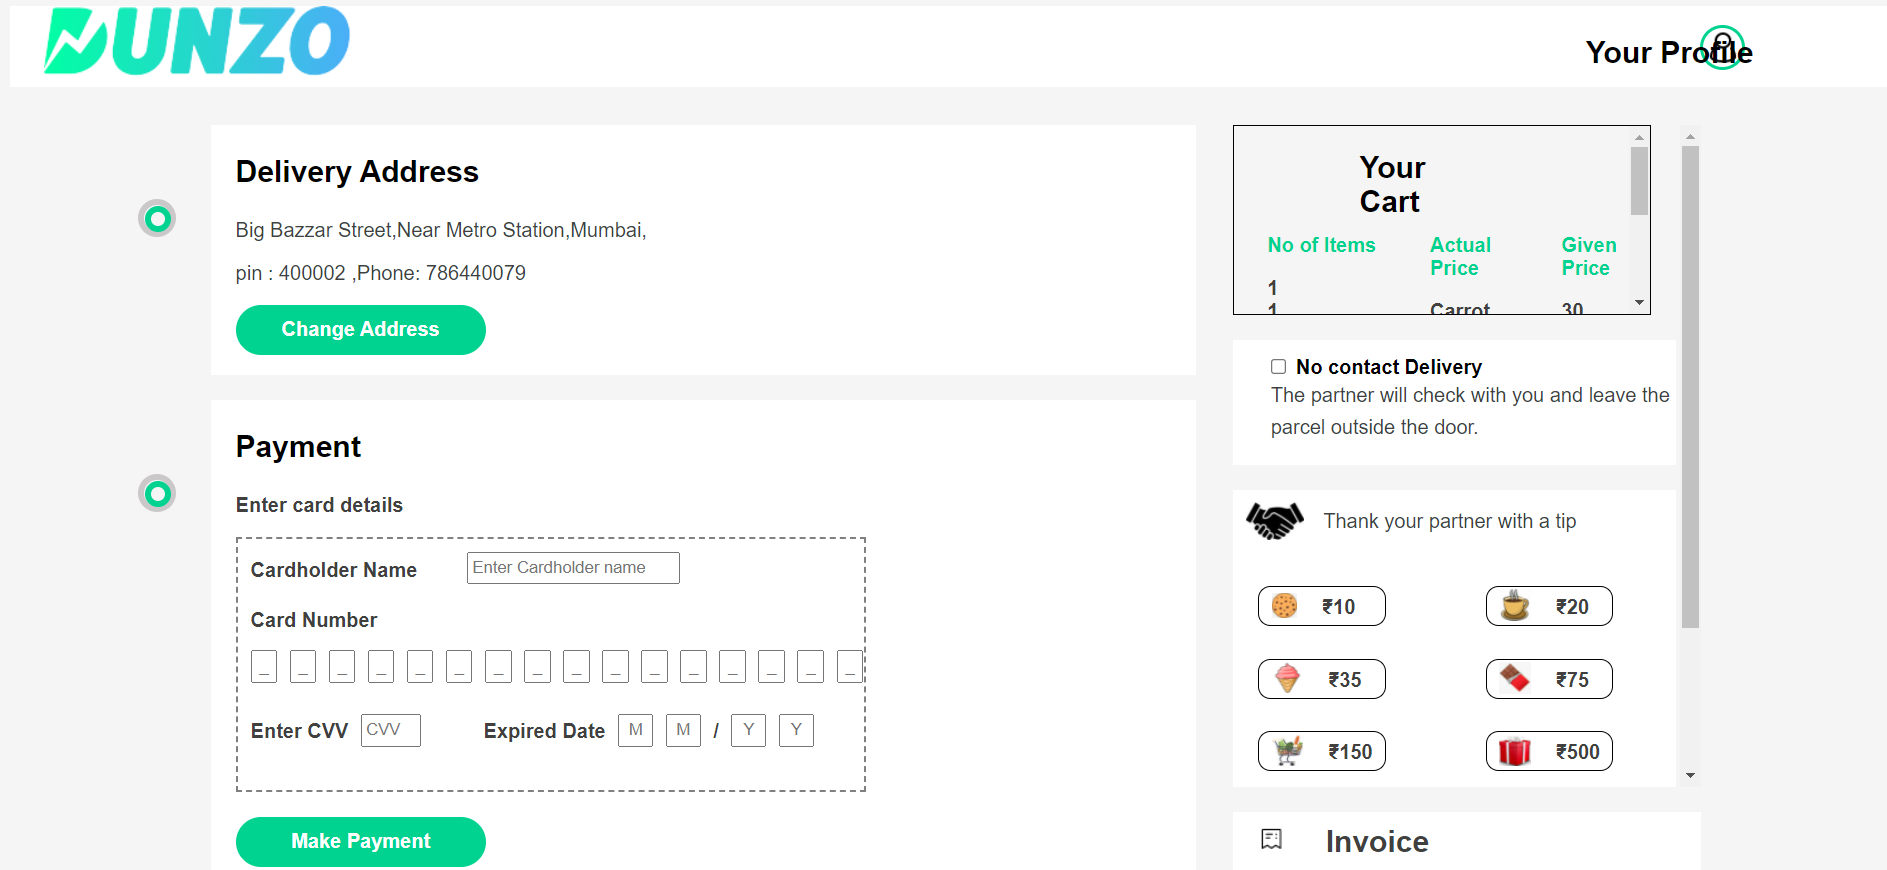 DUNZO
Your Profile
Delivery Address
Big Bazzar Street,Near Metro Station,Mumbai,
pin : 400002 ,Phone: 786440079
Change Address
Payment
Enter card details
Cardholder Name Enter Cardholder name
Card Number
_ _ _ _ _ _ _ _ _ _ _ _ _ _ _ _
Enter CVV CVV Expired Date M M / Y Y
Make Payment
Your
Cart
No of Items Actual Given
Price Price
1
1 Carrot 30
No contact Delivery
The partner will check with you and leave the
parcel outside the door.
Thank your partner with a tip
₹10 ₹20
₹35 ₹75
₹150 ₹500
Invoice